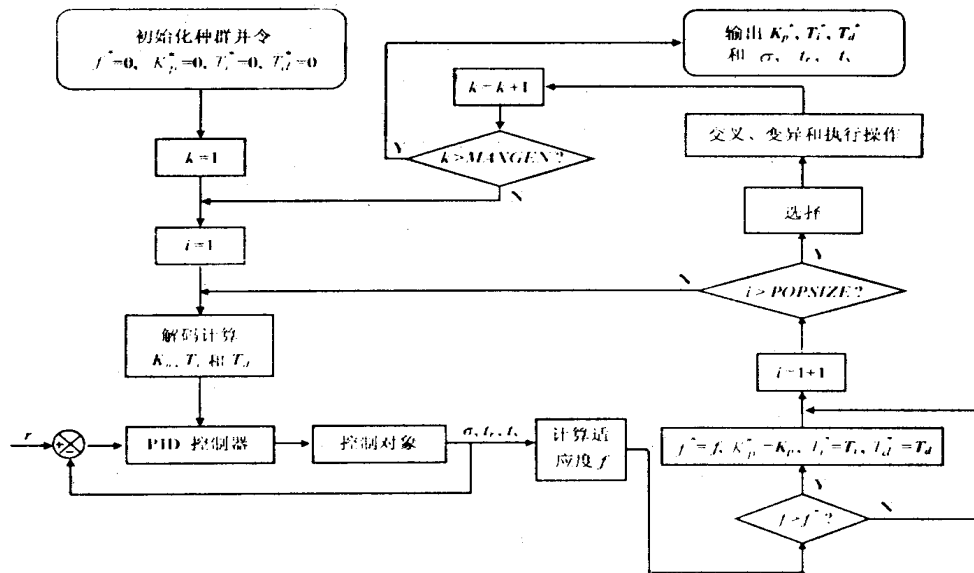 初始化种群并令
f*=0, K*p=0, T*i=0, T*d=0
输出 K*p, T*i, T*d
和 σ、tr、ts
k=k+1
k>MANGEN?
Y
N
k=1
交叉、变异和执行操作
选择
i=1
Y
N
i>POPSIZE?
解码计算
Kp, Ti 和 Td
i=1+1
r
PID 控制器
控制对象
σ, tr, ts
计算适
应度 f
f*=f, K*p=Kp, T*i=Ti, T*d=Td
Y
N
f>f*?